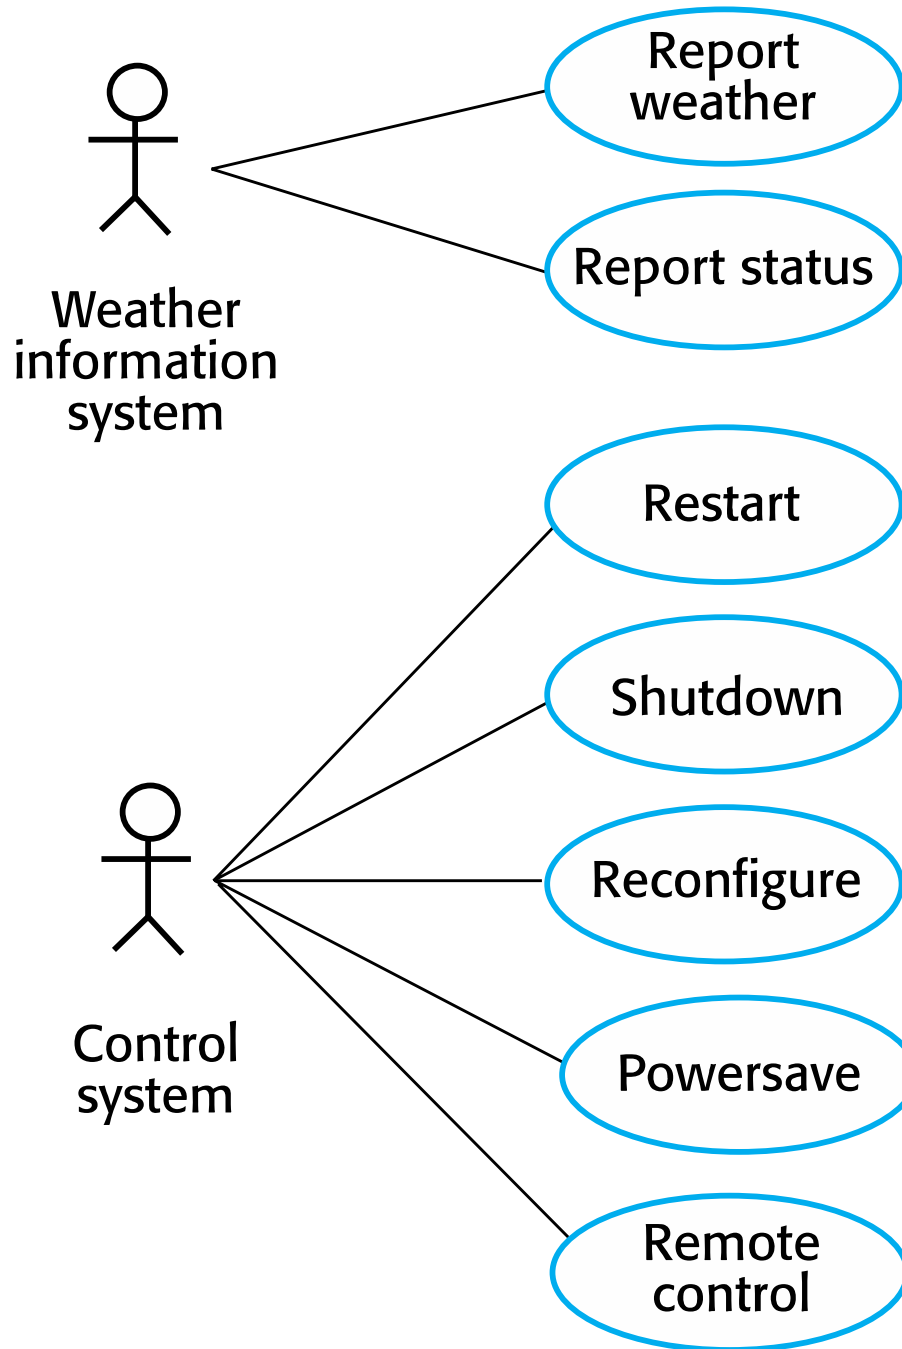 Report
weather
Report status
Weather
information
system
Restart
Shutdown
Reconfigure
Control
system
Powersave
Remote
control